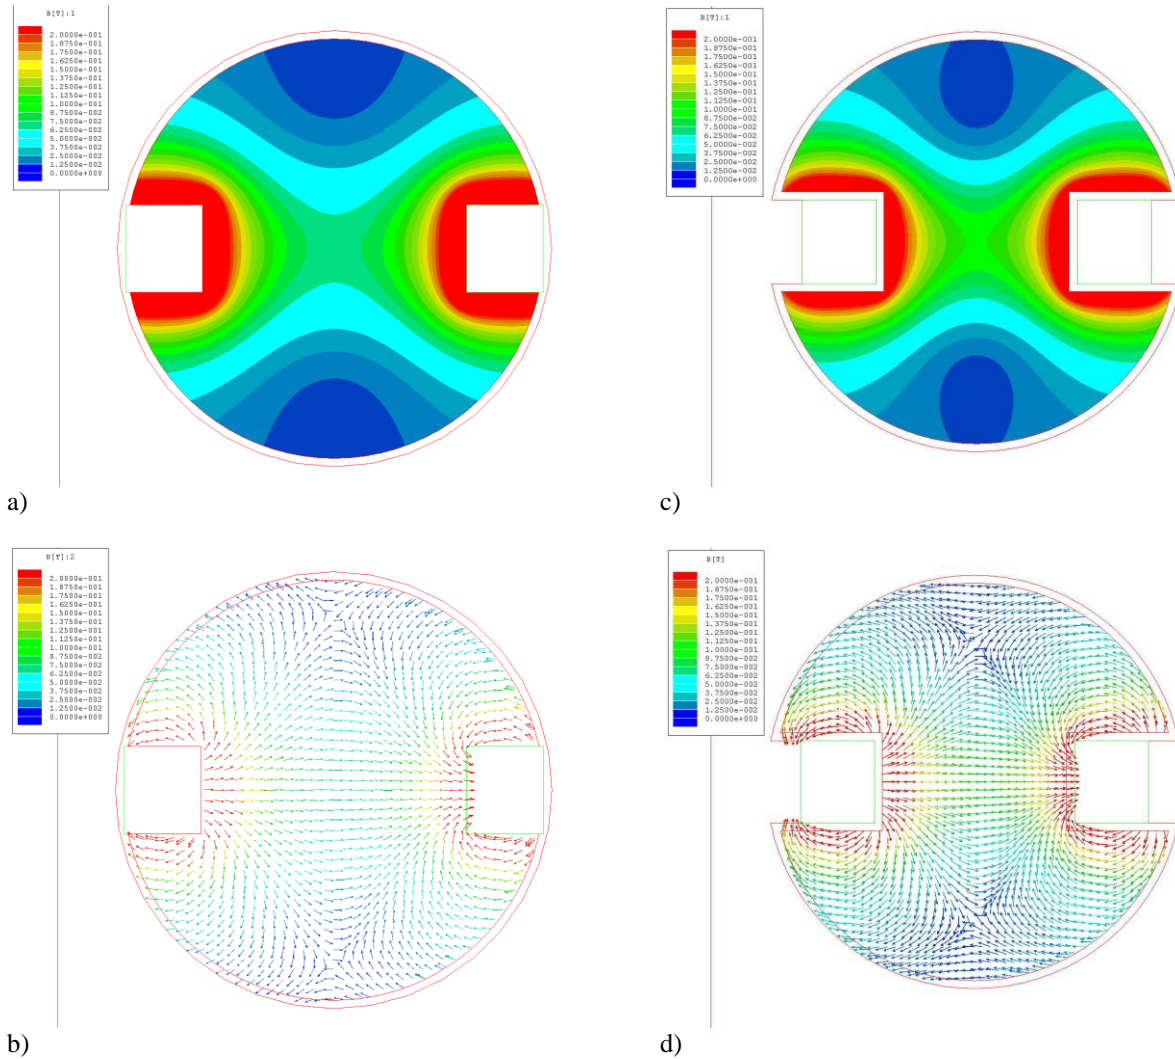 B[T]:1
2.0000e-001
1.8750e-001
1.7500e-001
1.6250e-001
1.5000e-001
1.3750e-001
1.2500e-001
1.1250e-001
1.0000e-001
8.7500e-002
7.5000e-002
6.2500e-002
5.0000e-002
3.7500e-002
2.5000e-002
1.2500e-002
0.0000e+000
a)
B[T]:1
2.0000e-001
1.8750e-001
1.7500e-001
1.6250e-001
1.5000e-001
1.3750e-001
1.2500e-001
1.1250e-001
1.0000e-001
8.7500e-002
7.5000e-002
6.2500e-002
5.0000e-002
3.7500e-002
2.5000e-002
1.2500e-002
0.0000e+000
c)
B[T]:2
2.0000e-001
1.8750e-001
1.7500e-001
1.6250e-001
1.5000e-001
1.3750e-001
1.2500e-001
1.1250e-001
1.0000e-001
8.7500e-002
7.5000e-002
6.2500e-002
5.0000e-002
3.7500e-002
2.5000e-002
1.2500e-002
0.0000e+000
b)
B[T]
2.0000e-001
1.8750e-001
1.7500e-001
1.6250e-001
1.5000e-001
1.3750e-001
1.2500e-001
1.1250e-001
1.0000e-001
8.7500e-002
7.5000e-002
6.2500e-002
5.0000e-002
3.7500e-002
2.5000e-002
1.2500e-002
0.0000e+000
d)